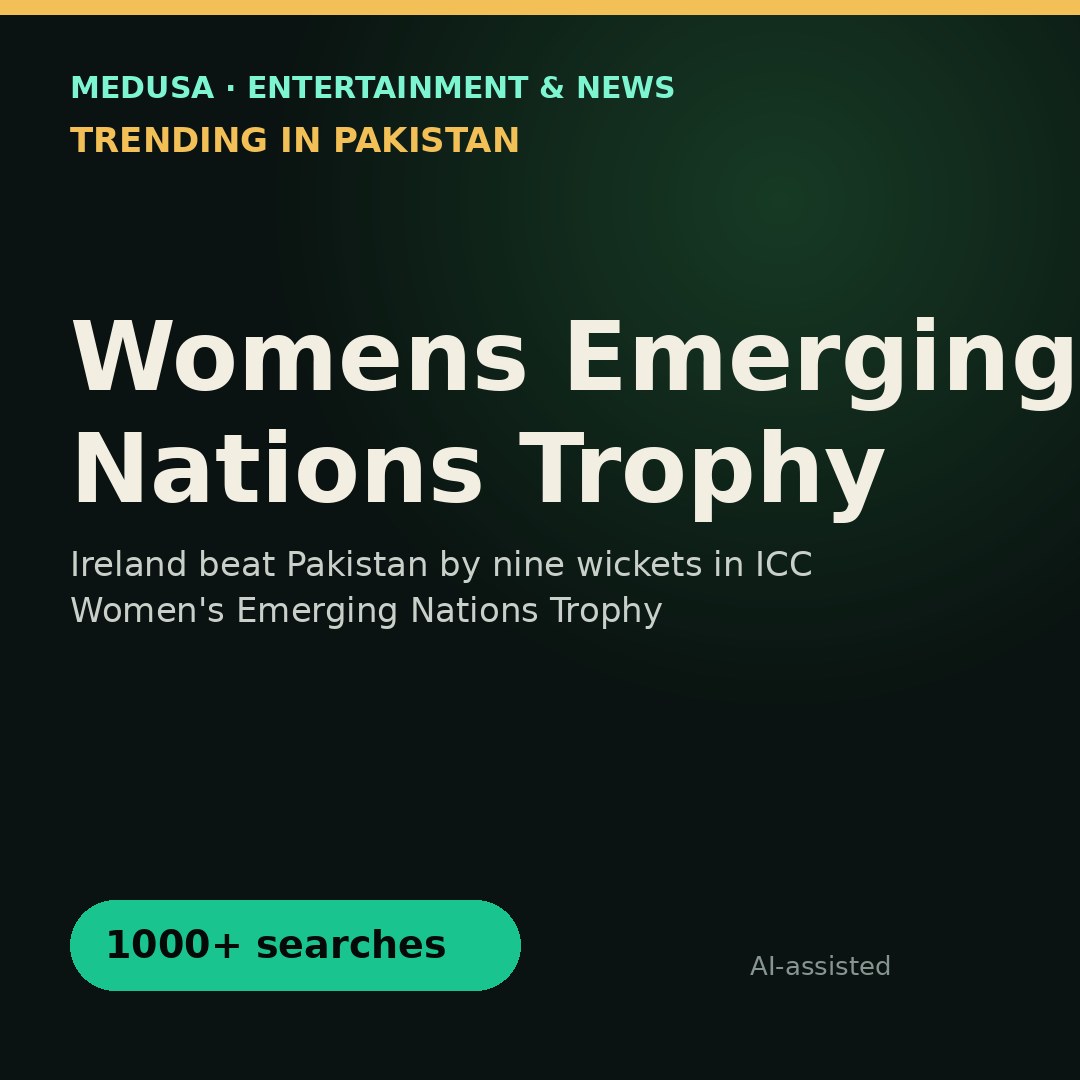 MEDUSA · ENTERTAINMENT & NEWS
TRENDING IN PAKISTAN
Womens Emerging
Nations Trophy
Ireland beat Pakistan by nine wickets in ICC
Women's Emerging Nations Trophy
1000+ searches
AI-assisted